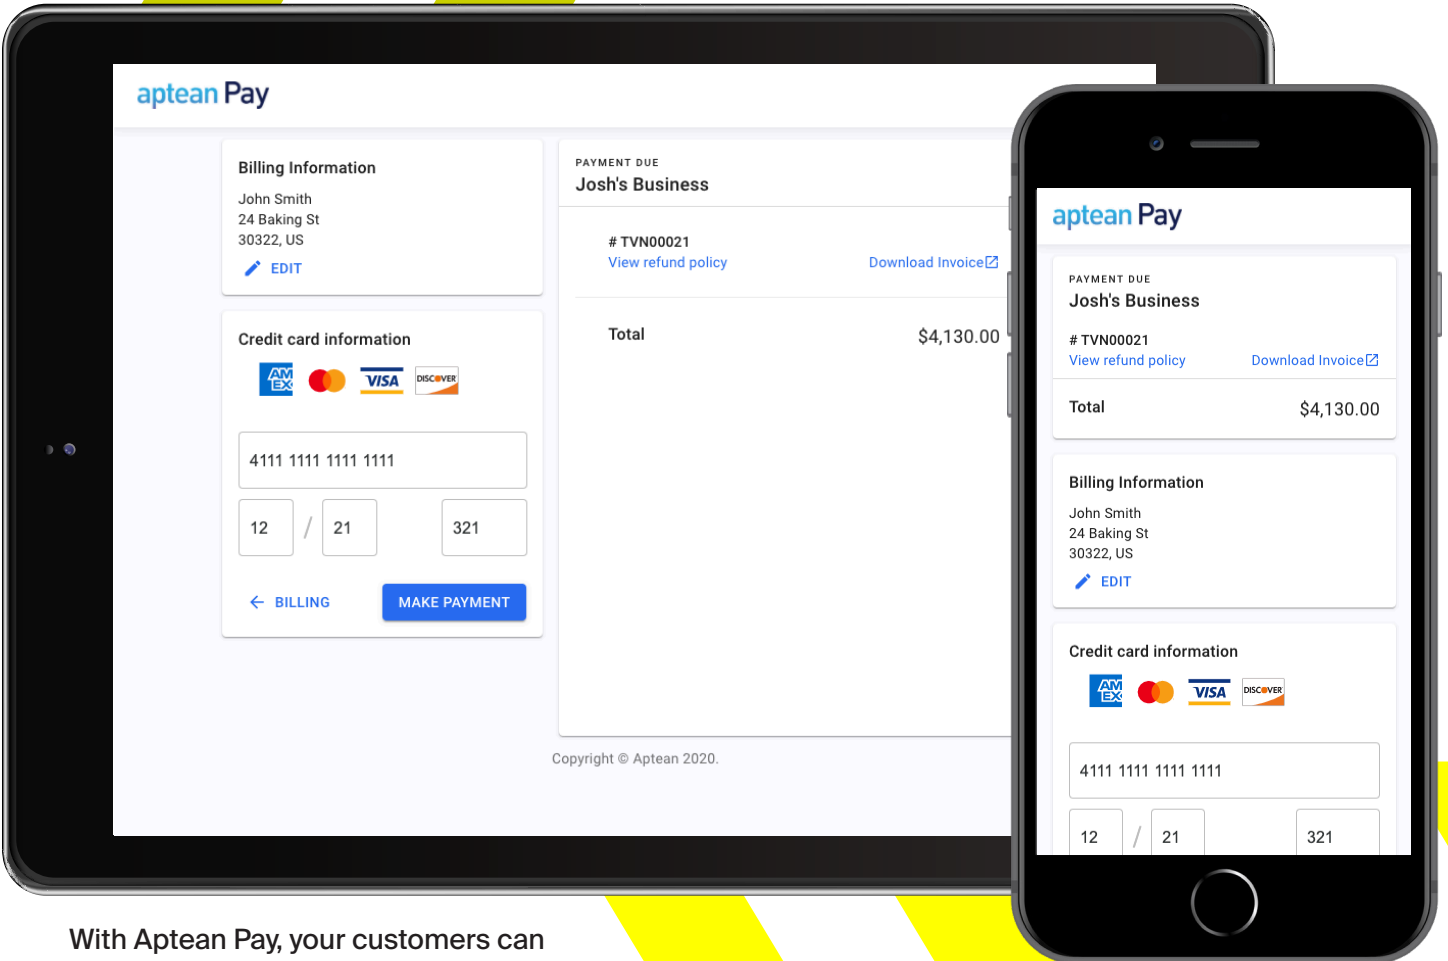 aptean Pay
Billing Information
John Smith
24 Baking St
30322, US
EDIT
Credit card information
AM
EX
VISA
DISCOVER
4111 1111 1111 1111
12 / 21 321
BILLING
MAKE PAYMENT
PAYMENT DUE
Josh's Business
# TVN00021
View refund policy Download Invoice
Total $4,130.00
Copyright © Aptean 2020.
aptean Pay
PAYMENT DUE
Josh's Business
# TVN00021
View refund policy Download Invoice
Total $4,130.00
Billing Information
John Smith
24 Baking St
30322, US
EDIT
Credit card information
AM
EX
VISA
DISCOVER
4111 1111 1111 1111
12 / 21 321
With Aptean Pay, your customers can